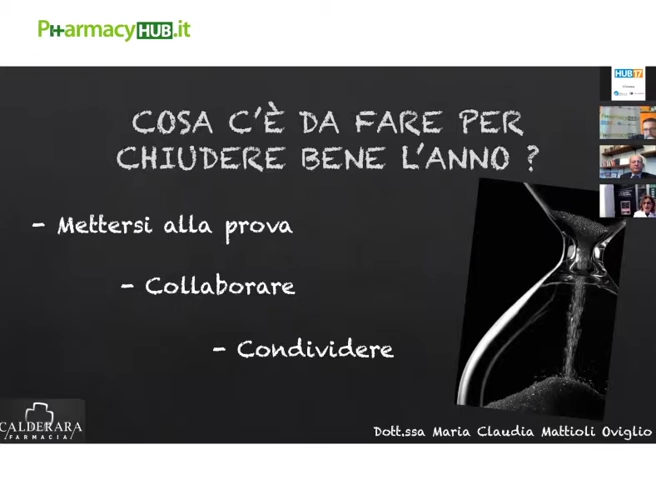 PharmacyHUB.it
HUB17
COSA C'È DA FARE PER
CHIUDERE BENE L'ANNO ?
- Mettersi alla prova
- Collaborare
- Condividere
CALDERARA
FARMACIA
Dott.ssa Maria Claudia Mattioli Oviglio